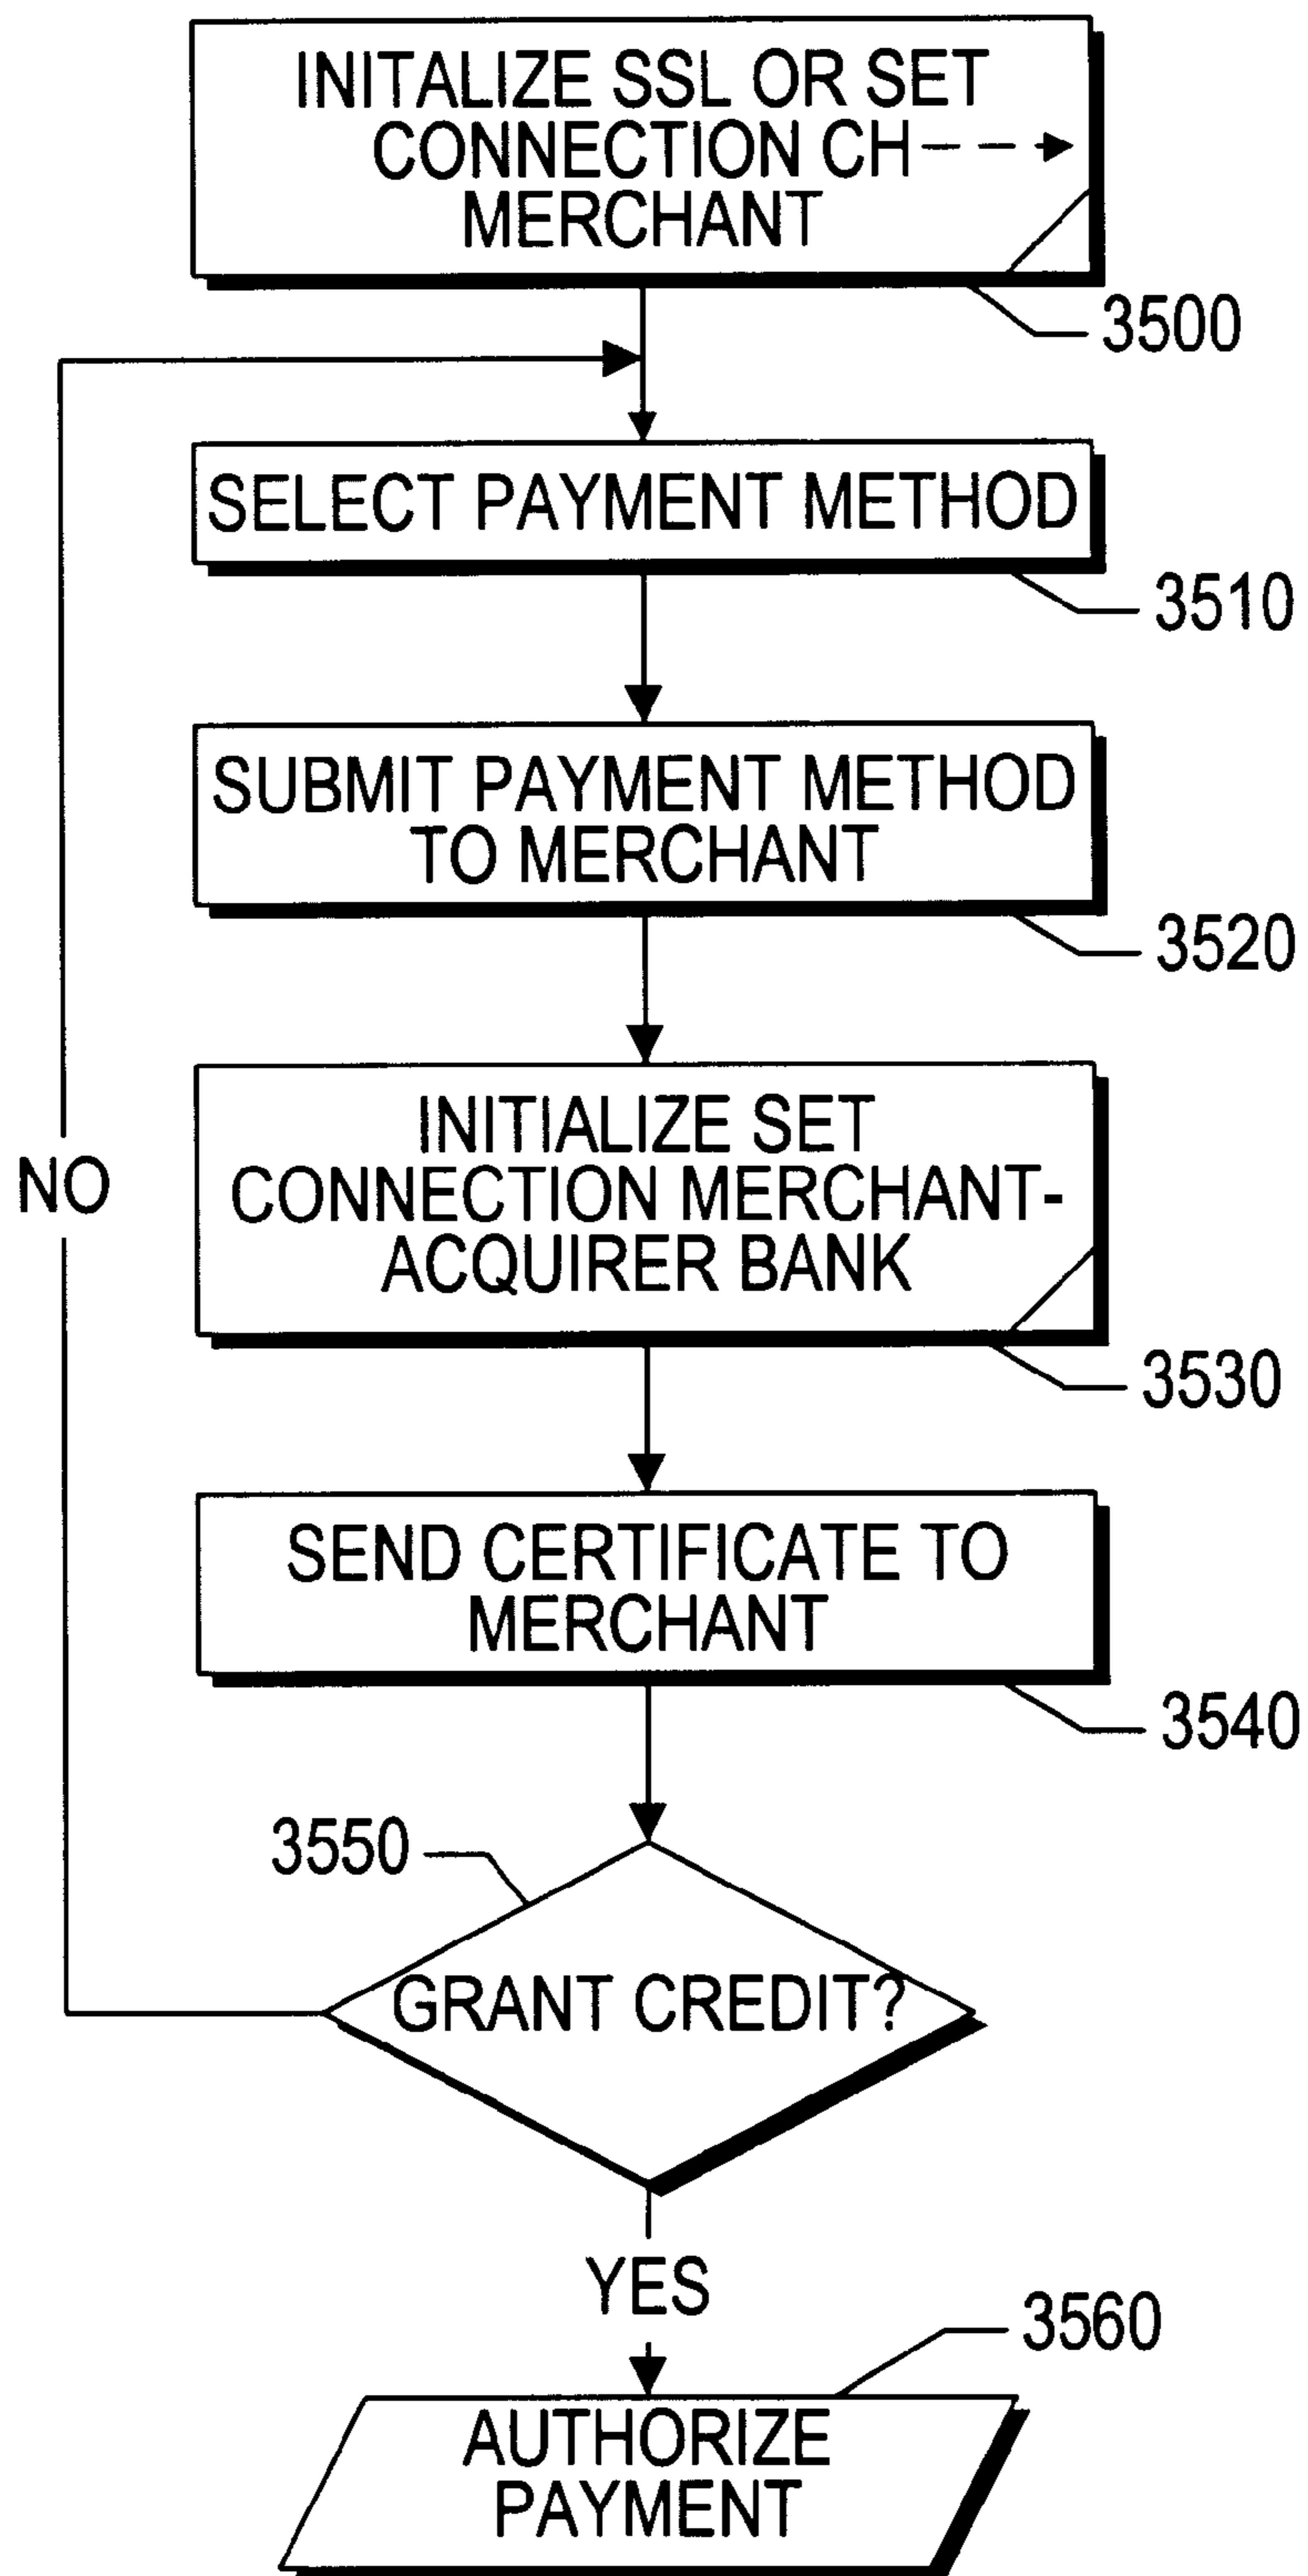 INITALIZE SSL OR SET
CONNECTION CH
MERCHANT
3500
SELECT PAYMENT METHOD
3510
SUBMIT PAYMENT METHOD
TO MERCHANT
3520
INITIALIZE SET
CONNECTION MERCHANT-
ACQUIRER BANK
NO
3530
SEND CERTIFICATE TO
MERCHANT
3540
3550
GRANT CREDIT?
YES
3560
AUTHORIZE
PAYMENT